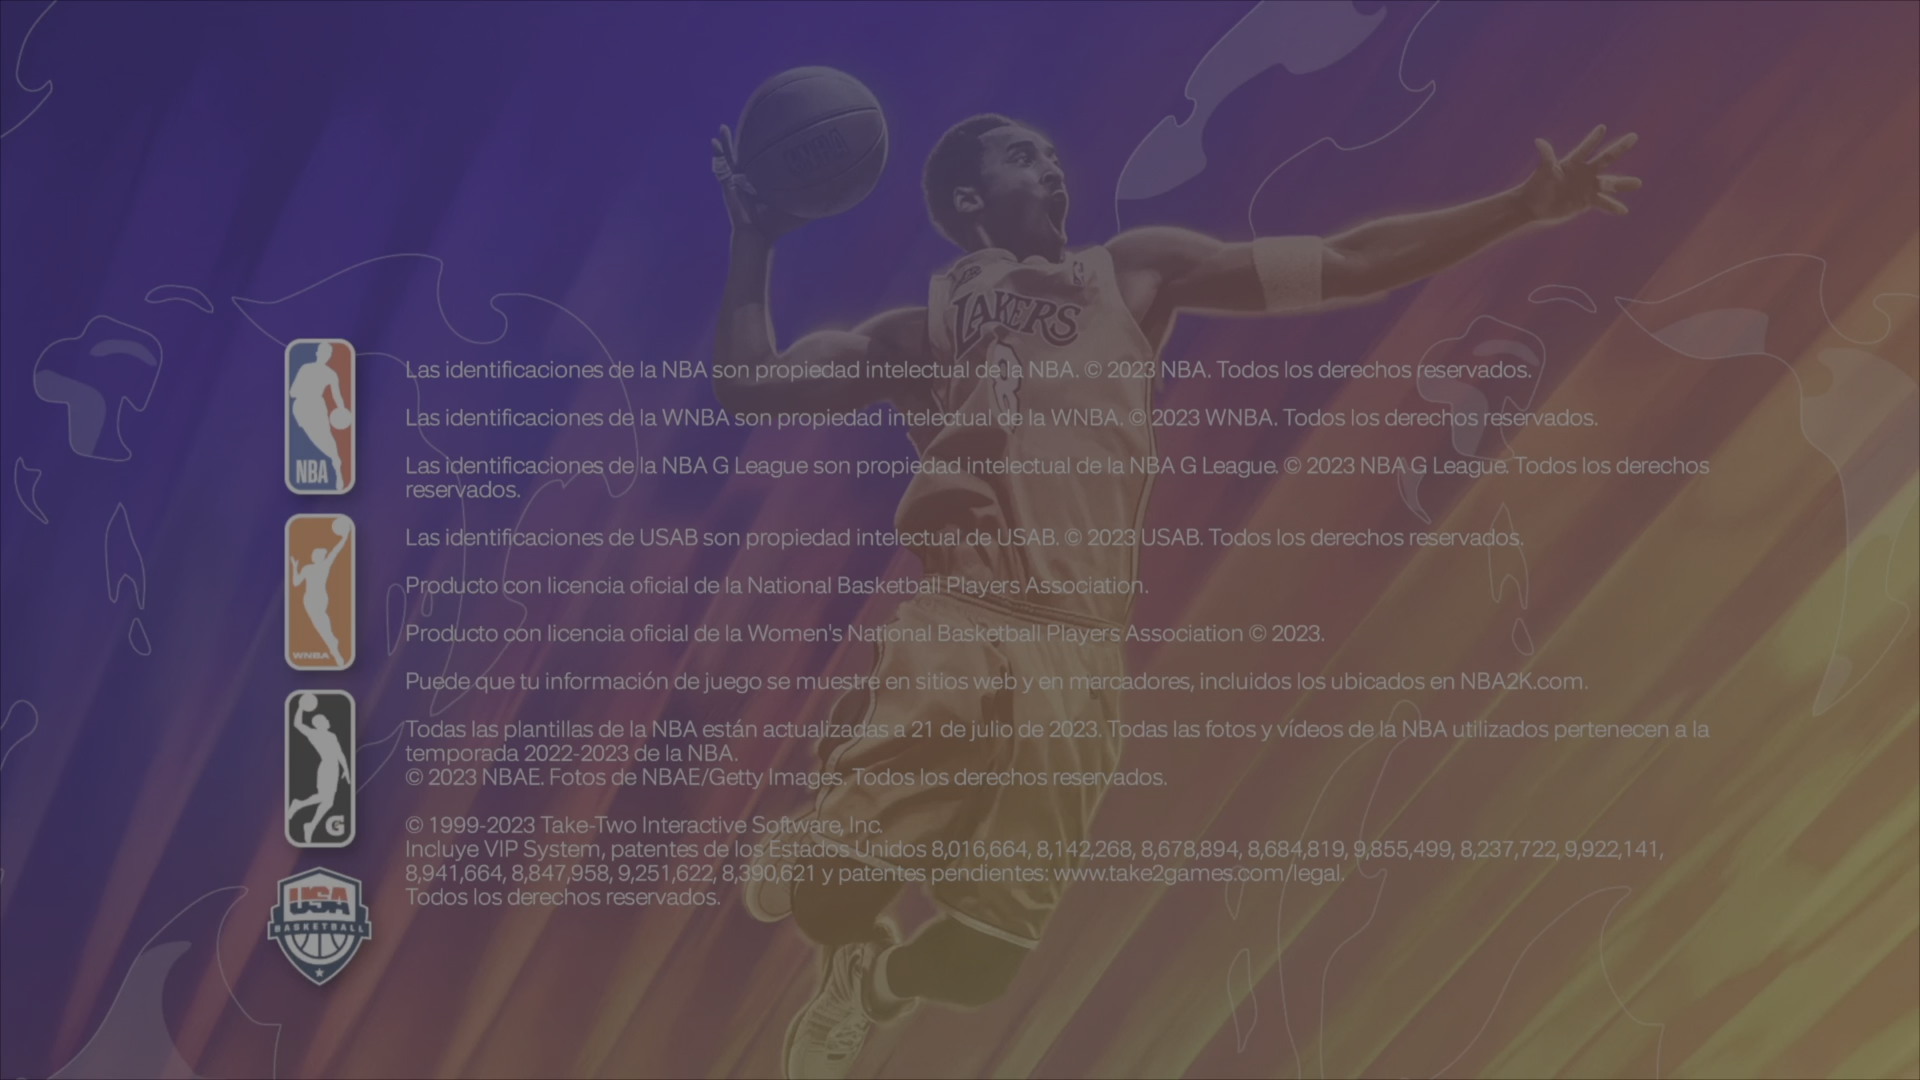 LAKERS
8
NBA
Las identificaciones de la NBA son propiedad intelectual de la NBA. © 2023 NBA. Todos los derechos reservados.
Las identificaciones de la WNBA son propiedad intelectual de la WNBA. © 2023 WNBA. Todos los derechos reservados.
Las identificaciones de la NBA G League son propiedad intelectual de la NBA G League. © 2023 NBA G League. Todos los derechos
reservados.
Las identificaciones de USAB son propiedad intelectual de USAB. © 2023 USAB. Todos los derechos reservados.
Producto con licencia oficial de la National Basketball Players Association.
WNBA
Producto con licencia oficial de la Women's National Basketball Players Association © 2023.
Puede que tu información de juego se muestre en sitios web y en marcadores, incluidos los ubicados en NBA2K.com.
Todas las plantillas de la NBA están actualizadas a 21 de julio de 2023. Todas las fotos y vídeos de la NBA utilizados pertenecen a la
temporada 2022-2023 de la NBA.
© 2023 NBAE. Fotos de NBAE/Getty Images. Todos los derechos reservados.
G
© 1999-2023 Take-Two Interactive Software, Inc.
Incluye VIP System, patentes de los Estados Unidos 8,016,664, 8,142,268, 8,678,894, 8,684,819, 9,855,499, 8,237,722, 9,922,141,
8,941,664, 8,847,958, 9,251,622, 8,390,621 y patentes pendientes: www.take2games.com/legal.
Todos los derechos reservados.
USA
BASKETBALL